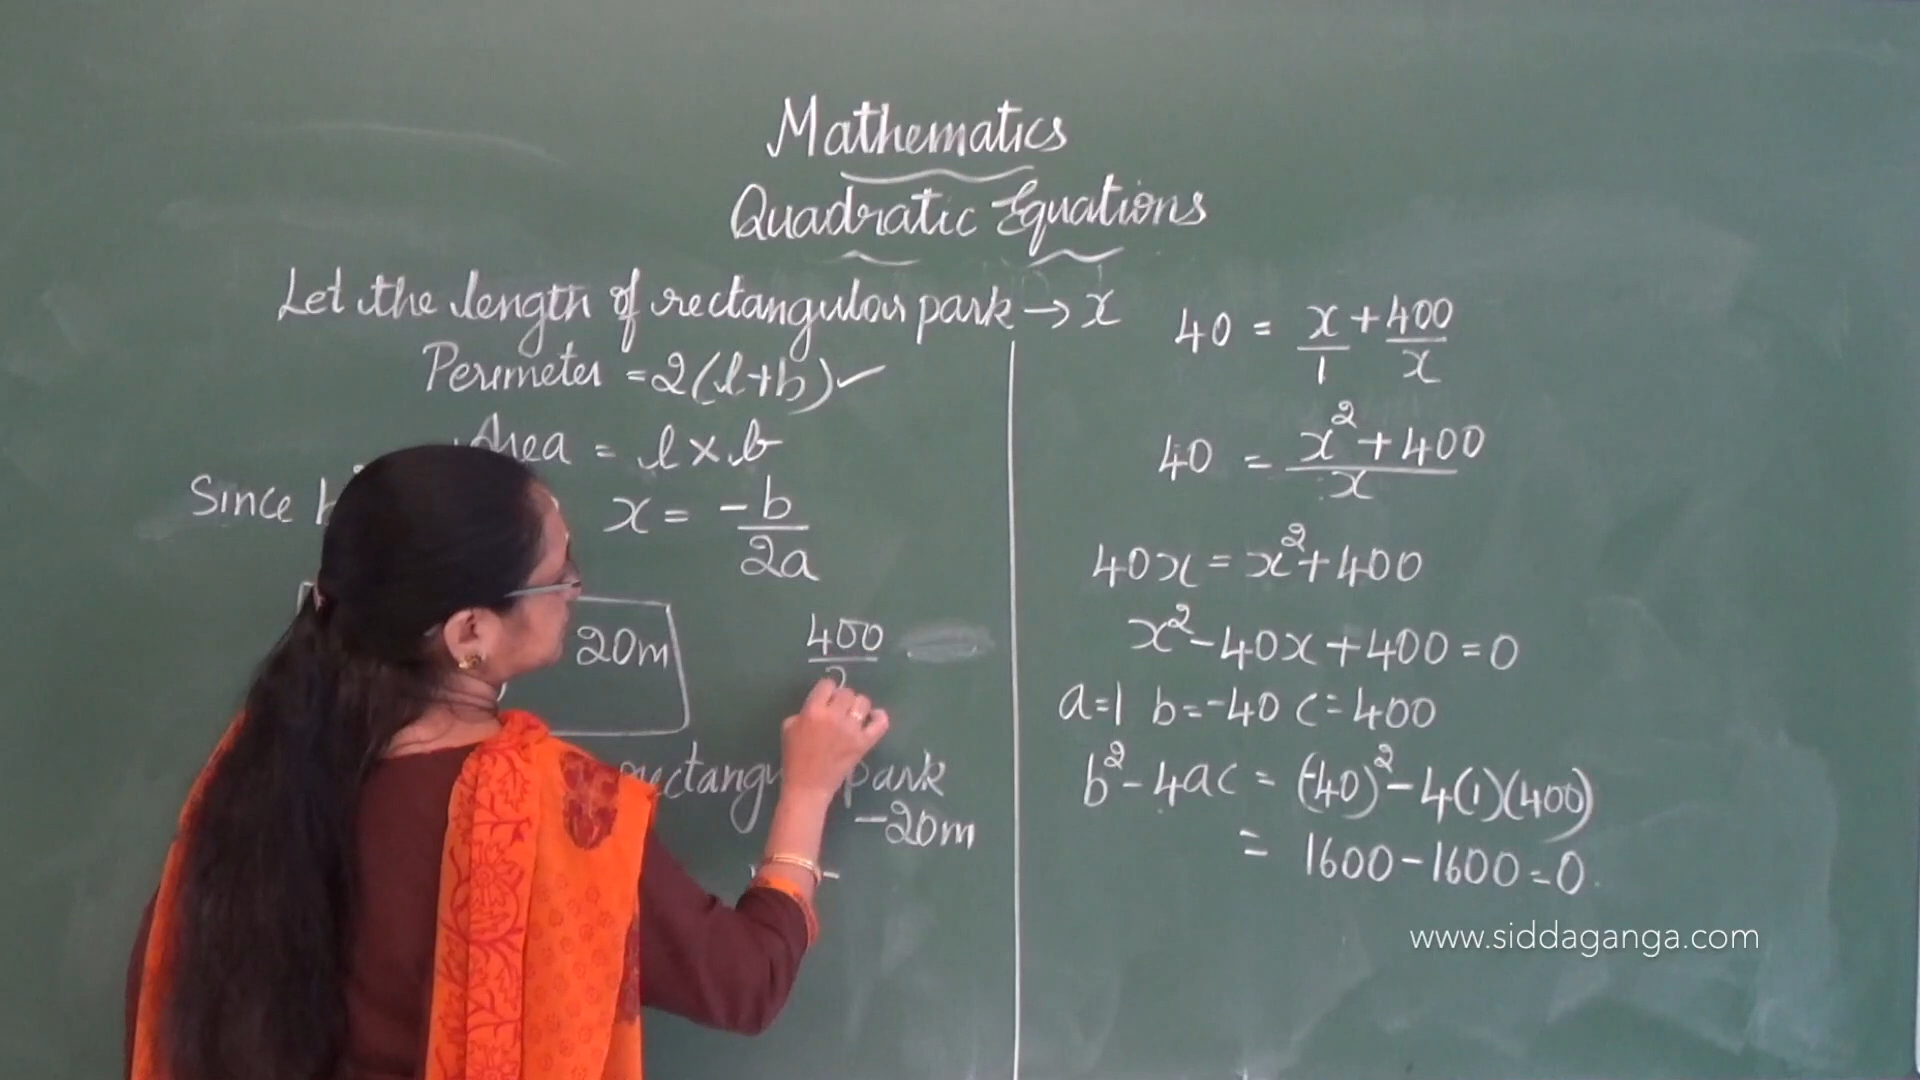 Mathematics
Quadratic Equations
Let the length of rectangular park → x
Perimeter = 2(l+b) ✓
Area = l × b
Since x = -b/2a
20m
400
rectangu park
-20m
40 = x/1 + 400/x
40 = x² + 400 / x
40x = x² + 400
x² - 40x + 400 = 0
a=1 b=-40 c=400
b² - 4ac = (-40)² - 4(1)(400)
= 1600 - 1600 = 0
www.siddaganga.com